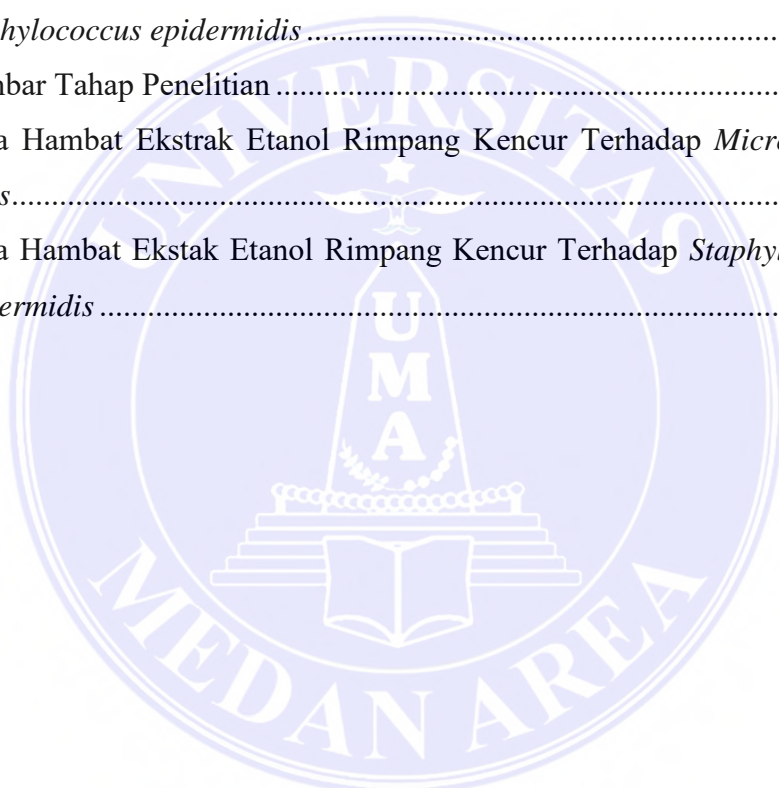 hylococcus epidermidis ........................................................................
bar Tahap Penelitian ........................................................................
a Hambat Ekstrak Etanol Rimpang Kencur Terhadap Micro
s........................................................................
a Hambat Ekstak Etanol Rimpang Kencur Terhadap Staphyl
ermidis ........................................................................
UNIVERSITAS
U
M
A
MEDAN AREA